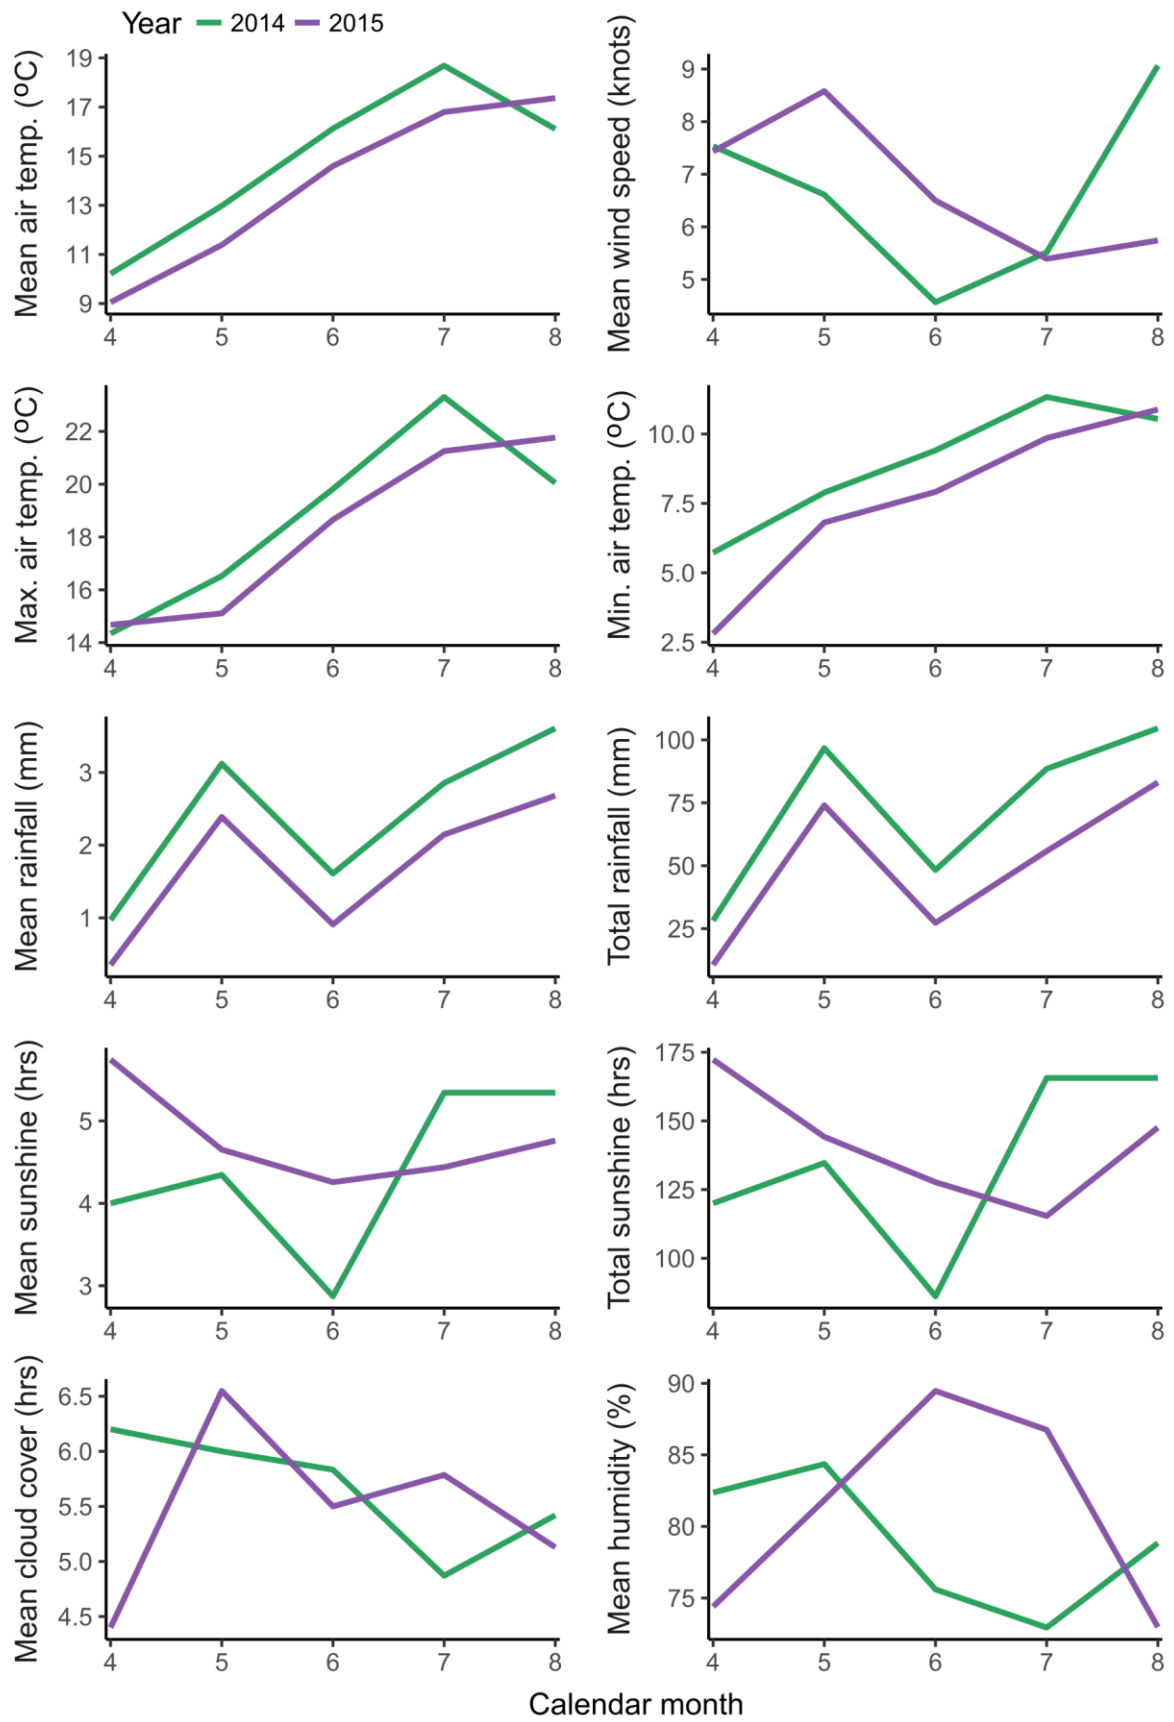 Year 2014 2015
Mean air temp. (ºC)
19
17
15
13
11
9
4 5 6 7 8
Mean wind speed (knots)
9
8
7
6
5
4 5 6 7 8
Max. air temp. (ºC)
22
20
18
16
14
4 5 6 7 8
Min. air temp. (ºC)
10.0
7.5
5.0
2.5
4 5 6 7 8
Mean rainfall (mm)
3
2
1
4 5 6 7 8
Total rainfall (mm)
100
75
50
25
4 5 6 7 8
Mean sunshine (hrs)
5
4
3
4 5 6 7 8
Total sunshine (hrs)
175
150
125
100
4 5 6 7 8
Mean cloud cover (hrs)
6.5
6.0
5.5
5.0
4.5
4 5 6 7 8
Mean humidity (%)
90
85
80
75
4 5 6 7 8
Calendar month